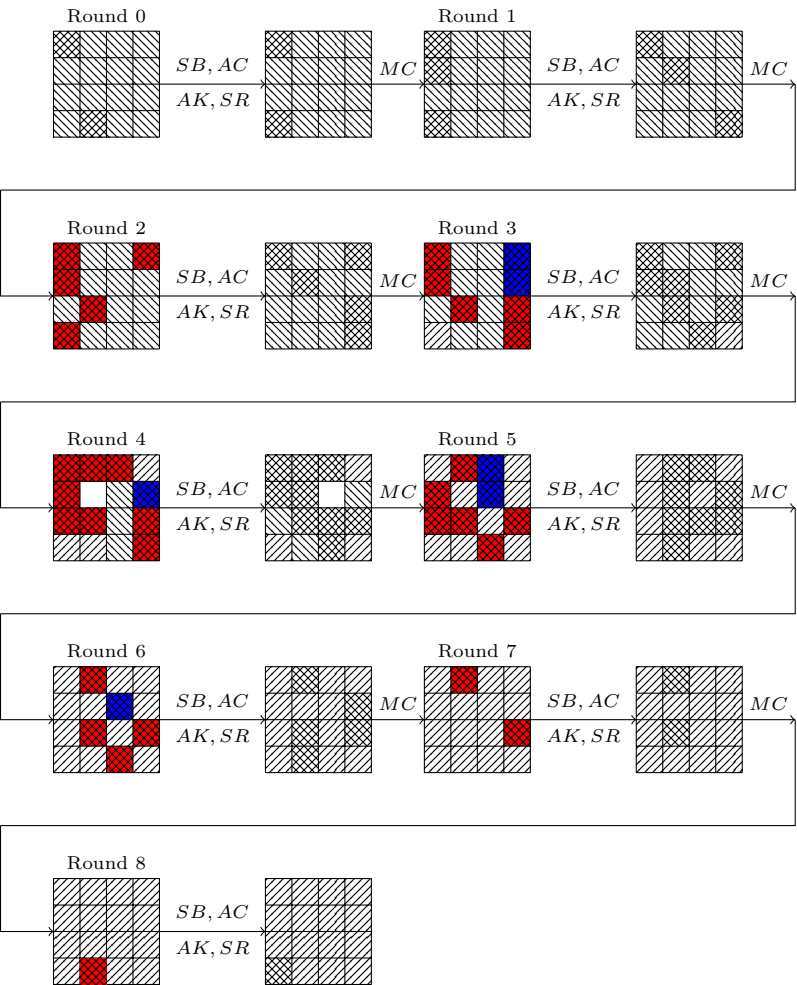 Round 0
Round 1
SB, AC
AK, SR
MC
SB, AC
AK, SR
MC
Round 2
Round 3
SB, AC
AK, SR
MC
SB, AC
AK, SR
MC
Round 4
Round 5
SB, AC
AK, SR
MC
SB, AC
AK, SR
MC
Round 6
Round 7
SB, AC
AK, SR
MC
SB, AC
AK, SR
MC
Round 8
SB, AC
AK, SR